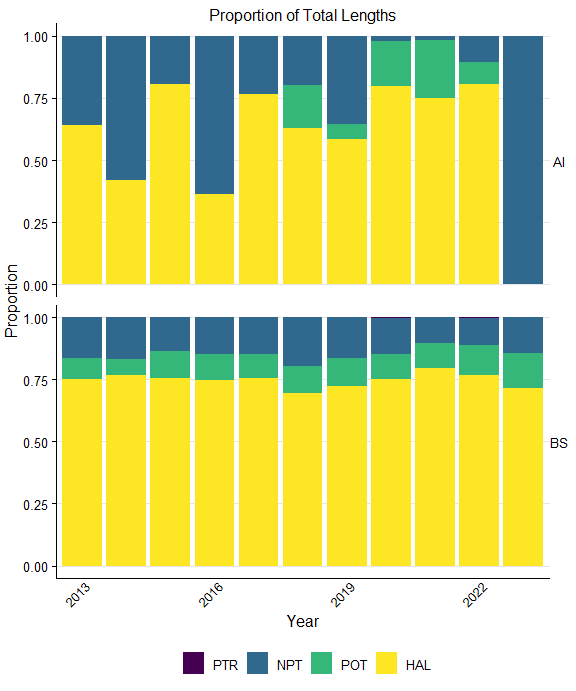 Proportion of Total Lengths
1.00
0.75
0.50
0.25
0.00
AI
Proportion
1.00
0.75
0.50
0.25
0.00
BS
2013 2016 2019 2022
Year
PTR NPT POT HAL